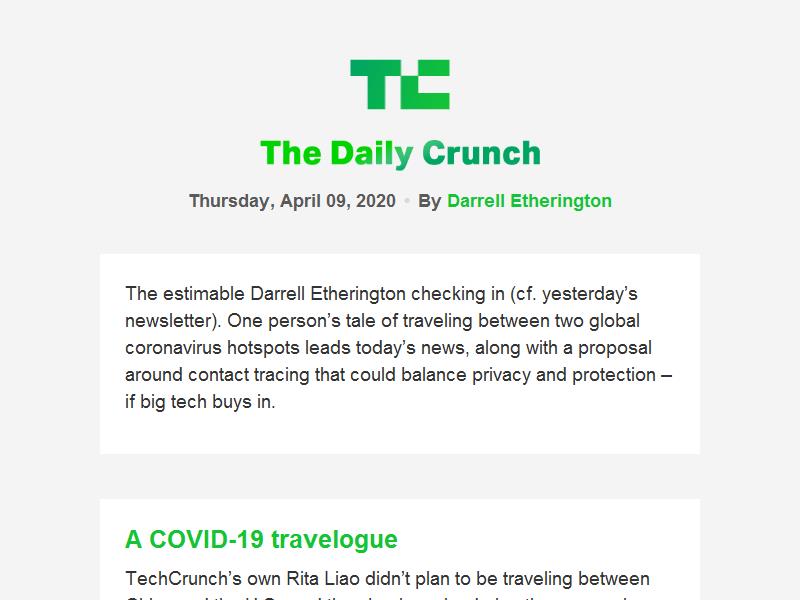 TC
The Daily Crunch
Thursday, April 09, 2020 • By Darrell Etherington
The estimable Darrell Etherington checking in (cf. yesterday’s
newsletter). One person’s tale of traveling between two global
coronavirus hotspots leads today’s news, along with a proposal
around contact tracing that could balance privacy and protection –
if big tech buys in.
A COVID-19 travelogue
TechCrunch’s own Rita Liao didn’t plan to be traveling between